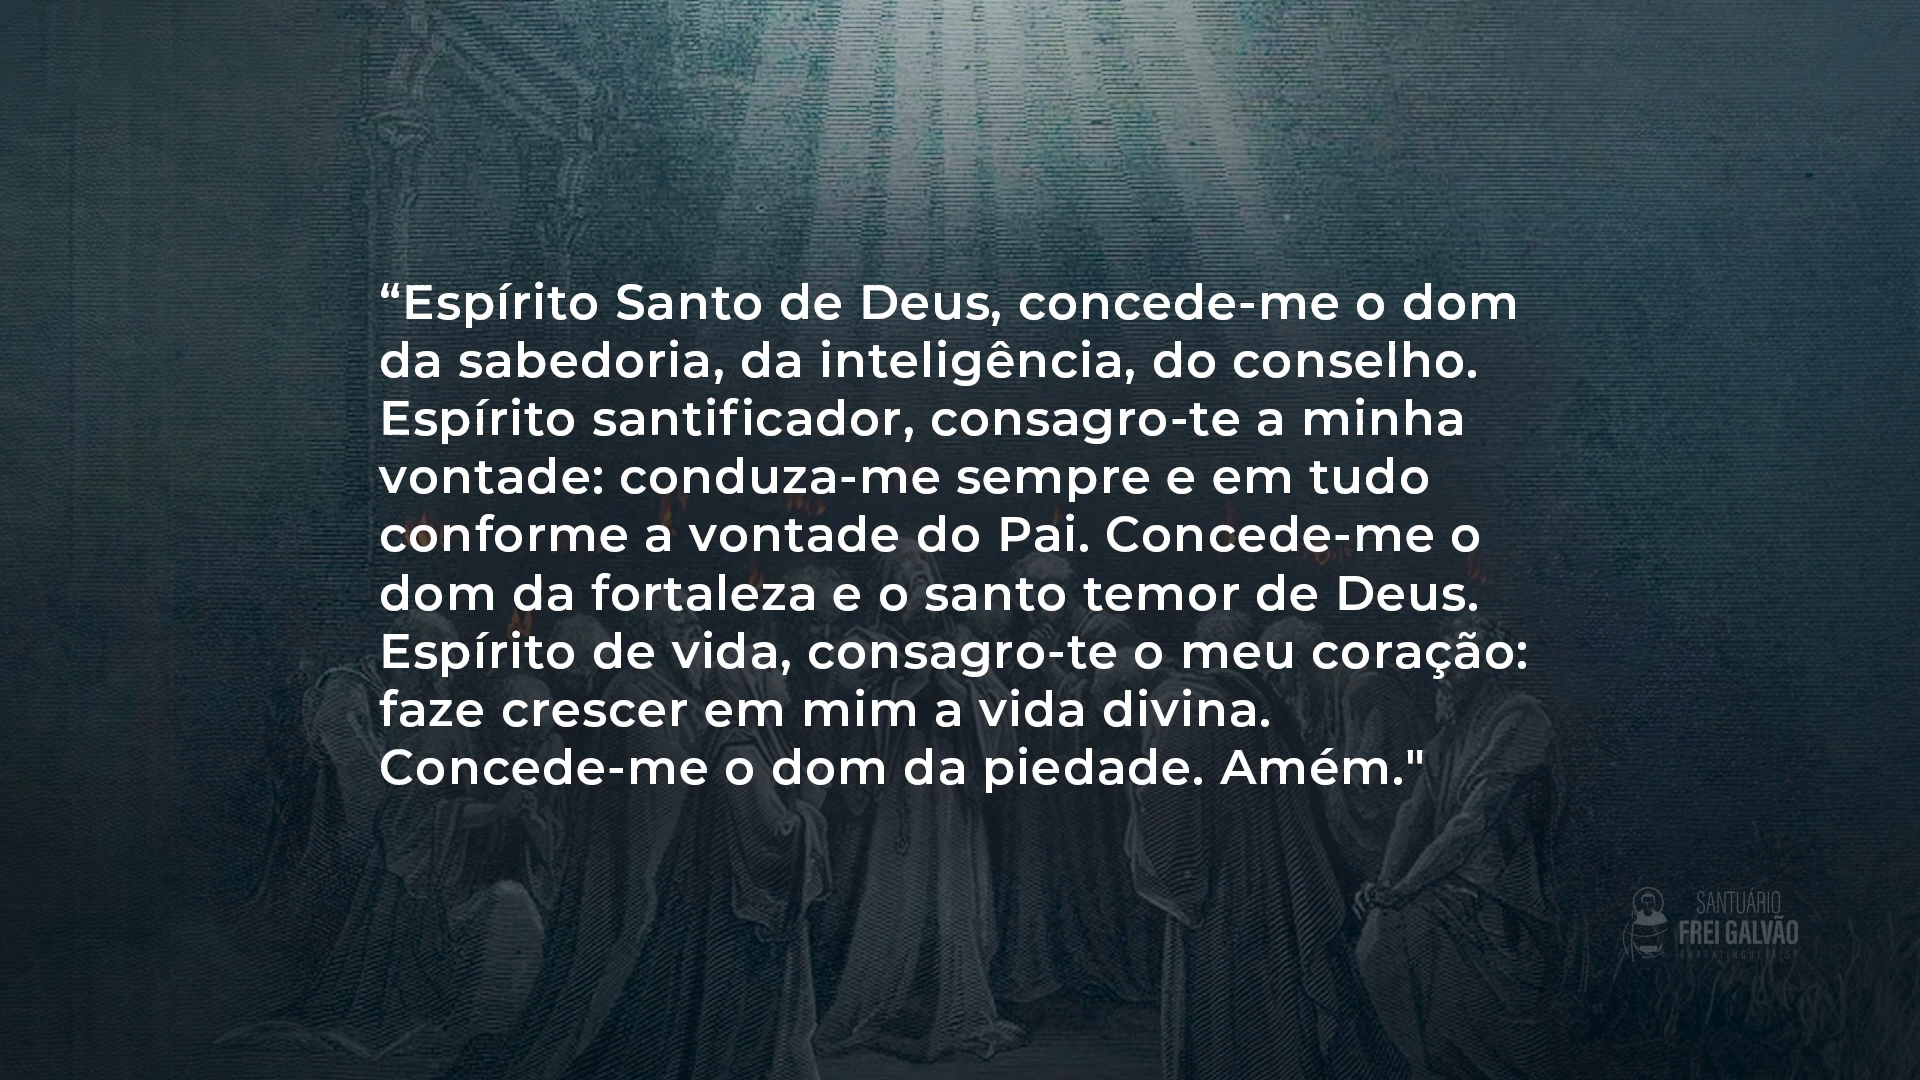 “Espírito Santo de Deus, concede-me o dom
da sabedoria, da inteligência, do conselho.
Espírito santificador, consagro-te a minha
vontade: conduza-me sempre e em tudo
conforme a vontade do Pai. Concede-me o
dom da fortaleza e o santo temor de Deus.
Espírito de vida, consagro-te o meu coração:
faze crescer em mim a vida divina.
Concede-me o dom da piedade. Amém."
SANTUÁRIO
FREI GALVÃO